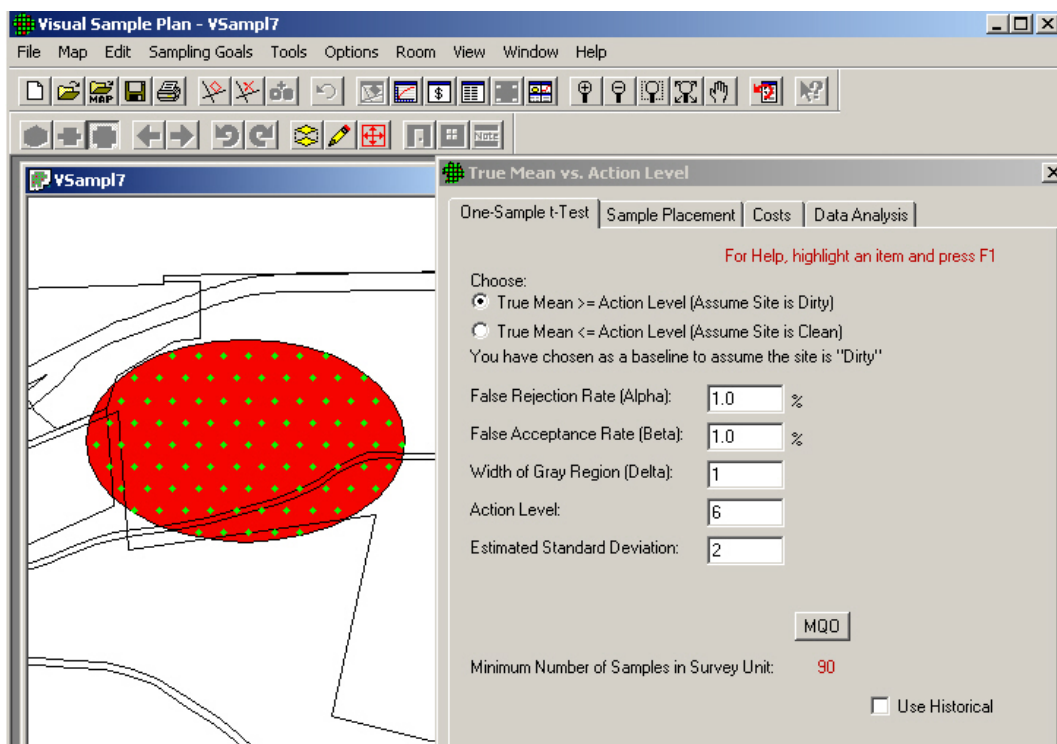 Visual Sample Plan - VSampl7
File Map Edit Sampling Goals Tools Options Room View Window Help
MAP $
Note
VSampl7
True Mean vs. Action Level
One-Sample t-Test Sample Placement Costs Data Analysis
For Help, highlight an item and press F1
Choose:
True Mean >= Action Level (Assume Site is Dirty)
True Mean <= Action Level (Assume Site is Clean)
You have chosen as a baseline to assume the site is "Dirty"
False Rejection Rate (Alpha): 1.0 %
False Acceptance Rate (Beta): 1.0 %
Width of Gray Region (Delta): 1
Action Level: 6
Estimated Standard Deviation: 2
MQO
Minimum Number of Samples in Survey Unit: 90
Use Historical